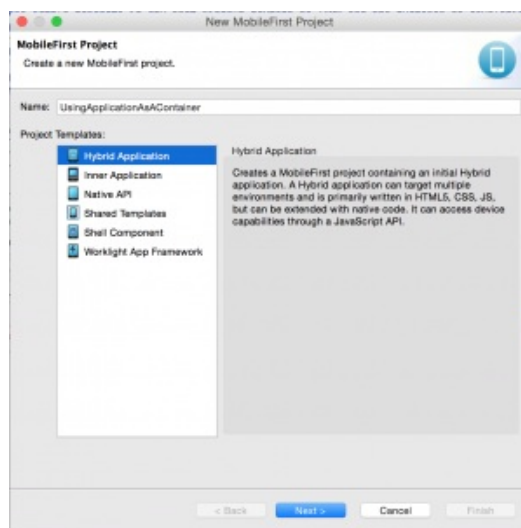 New MobileFirst Project
MobileFirst Project
Create a new MobileFirst project.
Name: UsingApplicationAsAContainer
Project Templates:
Hybrid Application
Inner Application
Native API
Shared Templates
Shell Component
Worklight App Framework
Hybrid Application
Creates a MobileFirst project containing an initial Hybrid
application. A Hybrid application can target multiple
environments and is primarily written in HTML5, CSS, JS,
but can be extended with native code. It can access device
capabilities through a JavaScript API.
< Back Next > Cancel Finish